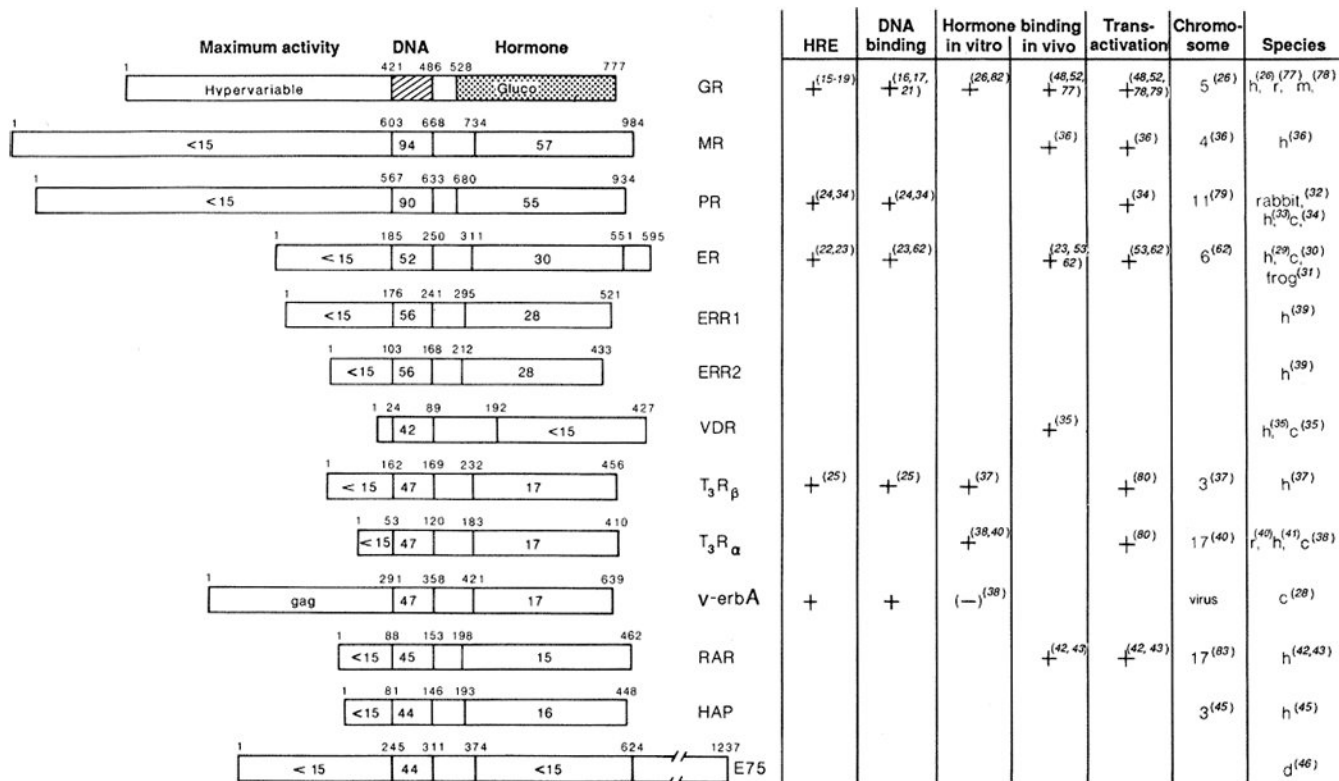 Maximum activity DNA Hormone HRE DNA binding Hormone binding in vitro in vivo Trans-activation Chromo-some Species
1 421 486 528 777
Hypervariable Gluco GR +(15-19) +(16,17,21) +(26,82) +(48,52,77) +(48,52,78,79) 5(26) h,(26) r,(77) m,(78)
1 603 668 734 984
<15 94 57 MR +(36) +(36) 4(36) h(36)
1 567 633 680 934
<15 90 55 PR +(24,34) +(24,34) +(34) 11(79) rabbit,(32) h,(33) c,(34)
1 185 250 311 551 595
<15 52 30 ER +(22,23) +(23,62) +(23,53,62) +(53,62) 6(62) h,(29) c,(30) frog(31)
1 176 241 295 521
<15 56 28 ERR1 h(39)
1 103 168 212 433
<15 56 28 ERR2 h(39)
1 24 89 192 427
42 <15 VDR +(35) h,(35) c(35)
1 162 169 232 456
<15 47 17 T3Rβ +(25) +(25) +(37) +(80) 3(37) h(37)
1 53 120 183 410
<15 47 17 T3Rα +(38,40) +(80) 17(40) r,(40) h,(41) c(38)
1 291 358 421 639
gag 47 17 v-erbA + + (−)(38) virus c(28)
1 88 153 198 462
<15 45 15 RAR +(42,43) +(42,43) 17(83) h(42,43)
1 81 146 193 448
<15 44 16 HAP 3(45) h(45)
1 245 311 374 624 1237
<15 44 <15 E75 d(46)